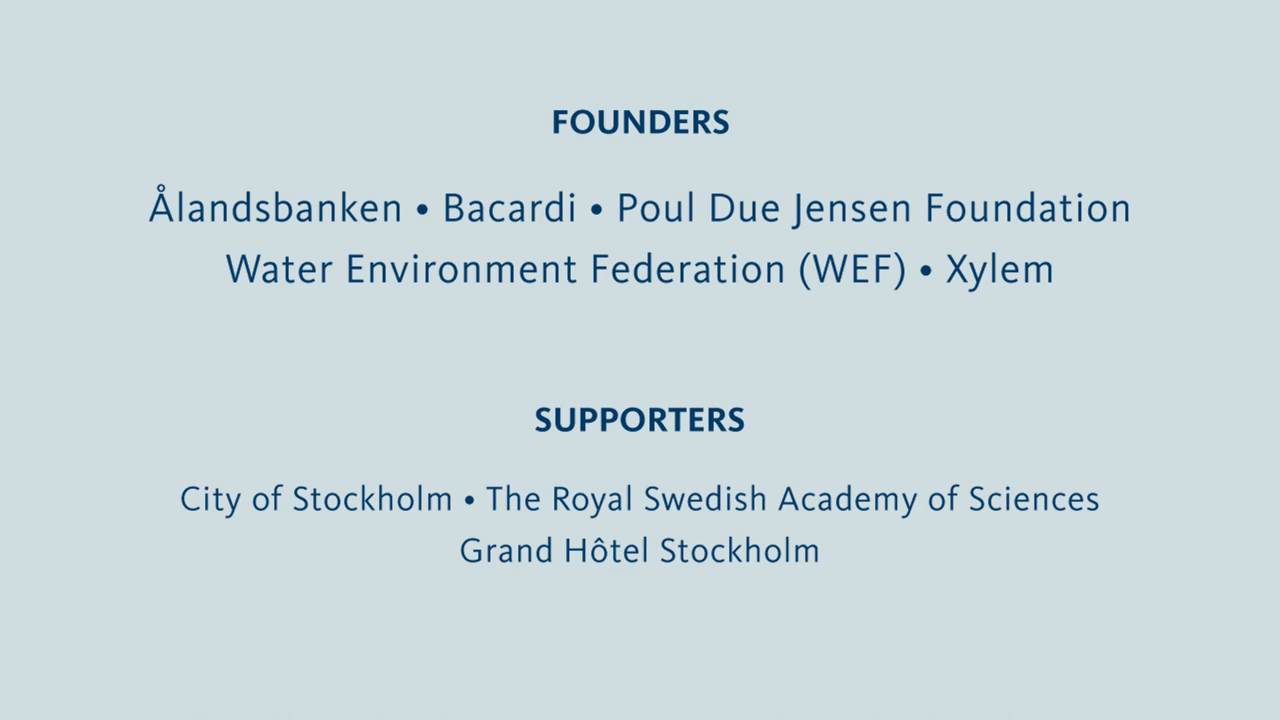 FOUNDERS
Ålandsbanken • Bacardi • Poul Due Jensen Foundation
Water Environment Federation (WEF) • Xylem
SUPPORTERS
City of Stockholm • The Royal Swedish Academy of Sciences
Grand Hôtel Stockholm